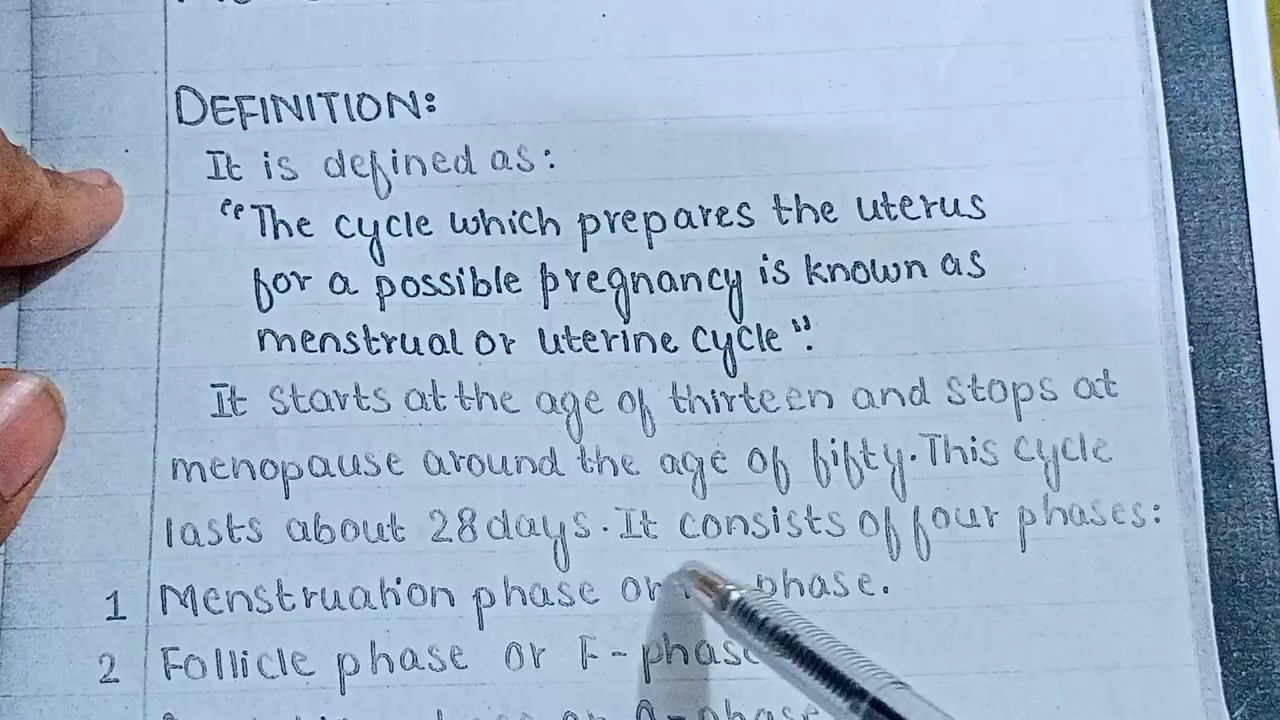 DEFINITION:
It is defined as:
"The cycle which prepares the uterus
for a possible pregnancy is known as
menstrual or uterine cycle".
It starts at the age of thirteen and stops at
menopause around the age of fifty. This cycle
lasts about 28 days. It consists of four phases:
1 Menstruation phase or phase.
2 Follicle phase or F-phase